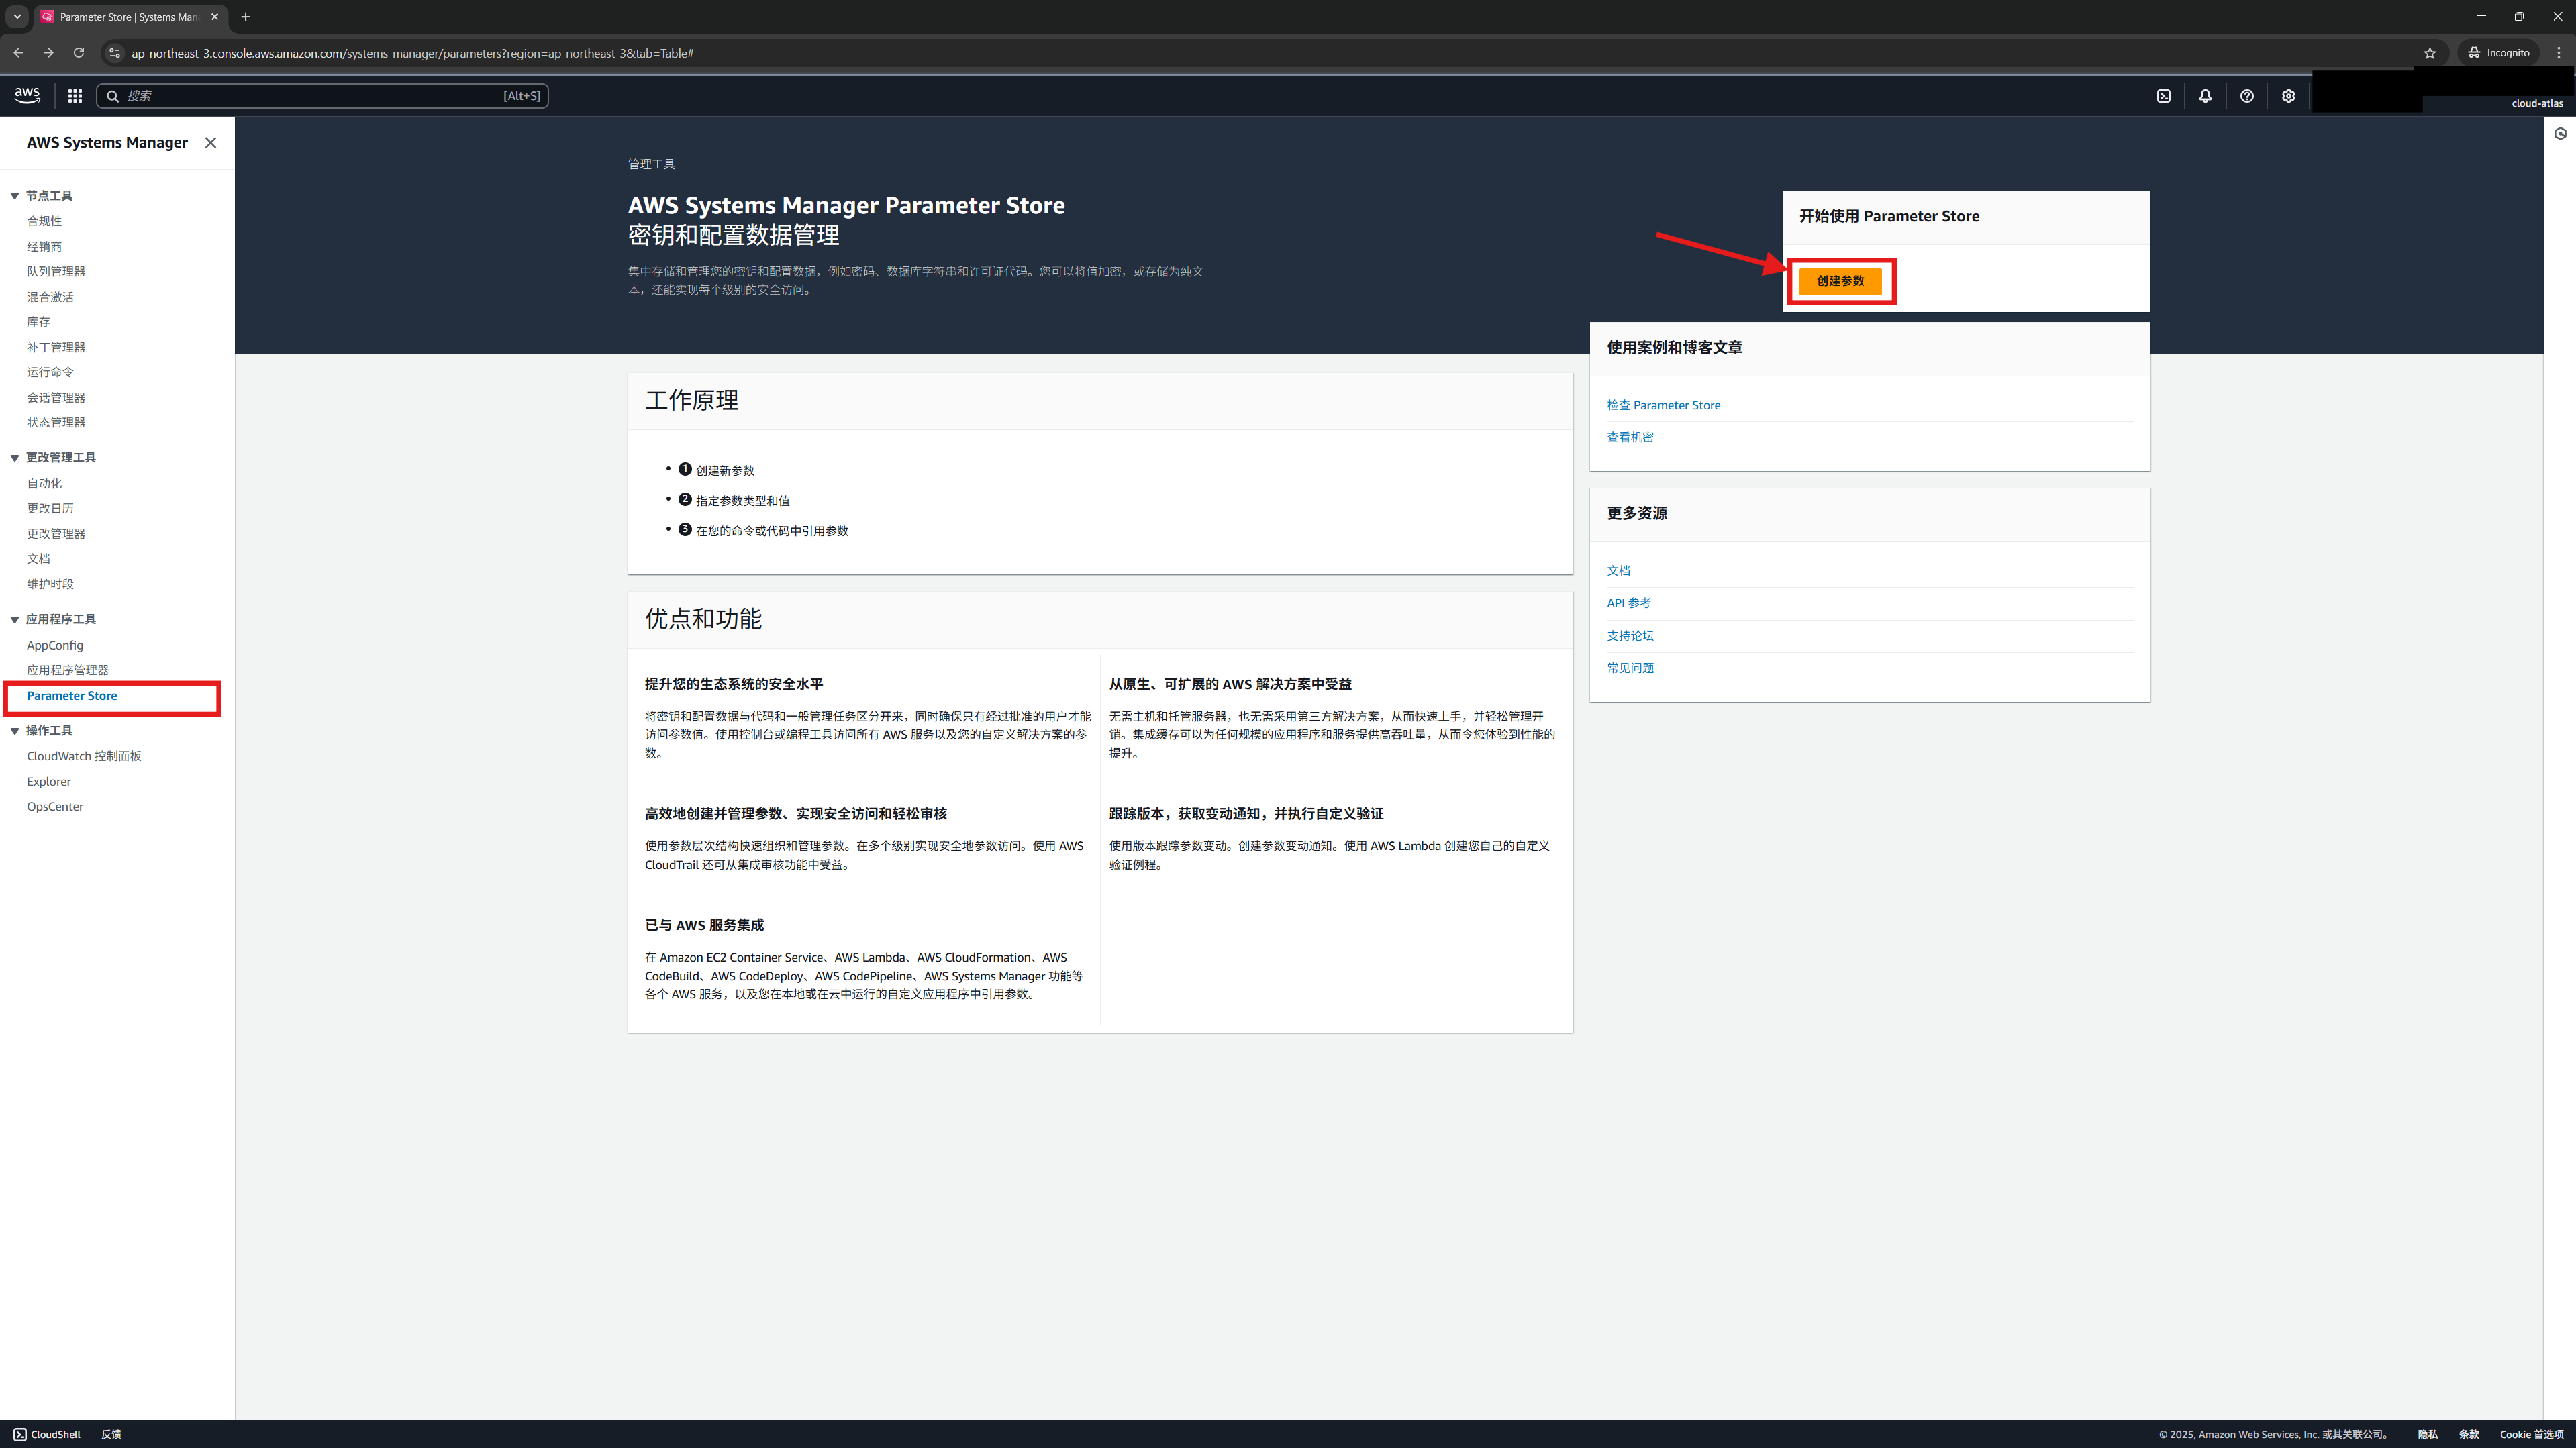 Parameter Store | Systems Man
ap-northeast-3.console.aws.amazon.com/systems-manager/parameters?region=ap-northeast-3&tab=Table#
Incognito
aws
搜索
[Alt+S]
cloud-atlas
AWS Systems Manager
节点工具
合规性
经销商
队列管理器
混合激活
库存
补丁管理器
运行命令
会话管理器
状态管理器
更改管理工具
自动化
更改日历
更改管理器
文档
维护时段
应用程序工具
AppConfig
应用程序管理器
Parameter Store
操作工具
CloudWatch 控制面板
Explorer
OpsCenter
管理工具
AWS Systems Manager Parameter Store
密钥和配置数据管理
集中存储和管理您的密钥和配置数据，例如密码、数据库字符串和许可证代码。您可以将值加密，或存储为纯文
本，还能实现每个级别的安全访问。
开始使用 Parameter Store
创建参数
工作原理
1 创建新参数
2 指定参数类型和值
3 在您的命令或代码中引用参数
优点和功能
提升您的生态系统的安全水平
将密钥和配置数据与代码和一般管理任务区分开来，同时确保只有经过批准的用户才能
访问参数值。使用控制台或编程工具访问所有 AWS 服务以及您的自定义解决方案的参
数。
从原生、可扩展的 AWS 解决方案中受益
无需主机和托管服务器，也无需采用第三方解决方案，从而快速上手，并轻松管理开
销。集成缓存可以为任何规模的应用程序和服务提供高吞吐量，从而令您体验到性能的
提升。
高效地创建并管理参数、实现安全访问和轻松审核
使用参数层次结构快速组织和管理参数。在多个级别实现安全地参数访问。使用 AWS
CloudTrail 还可从集成审核功能中受益。
跟踪版本，获取变动通知，并执行自定义验证
使用版本跟踪参数变动。创建参数变动通知。使用 AWS Lambda 创建您自己的自定义
验证例程。
已与 AWS 服务集成
在 Amazon EC2 Container Service、AWS Lambda、AWS CloudFormation、AWS
CodeBuild、AWS CodeDeploy、AWS CodePipeline、AWS Systems Manager 功能等
各个 AWS 服务，以及您在本地或在云中运行的自定义应用程序中引用参数。
使用案例和博客文章
检查 Parameter Store
查看机密
更多资源
文档
API 参考
支持论坛
常见问题
CloudShell
反馈
© 2025, Amazon Web Services, Inc. 或其关联公司。
隐私
条款
Cookie 首选项